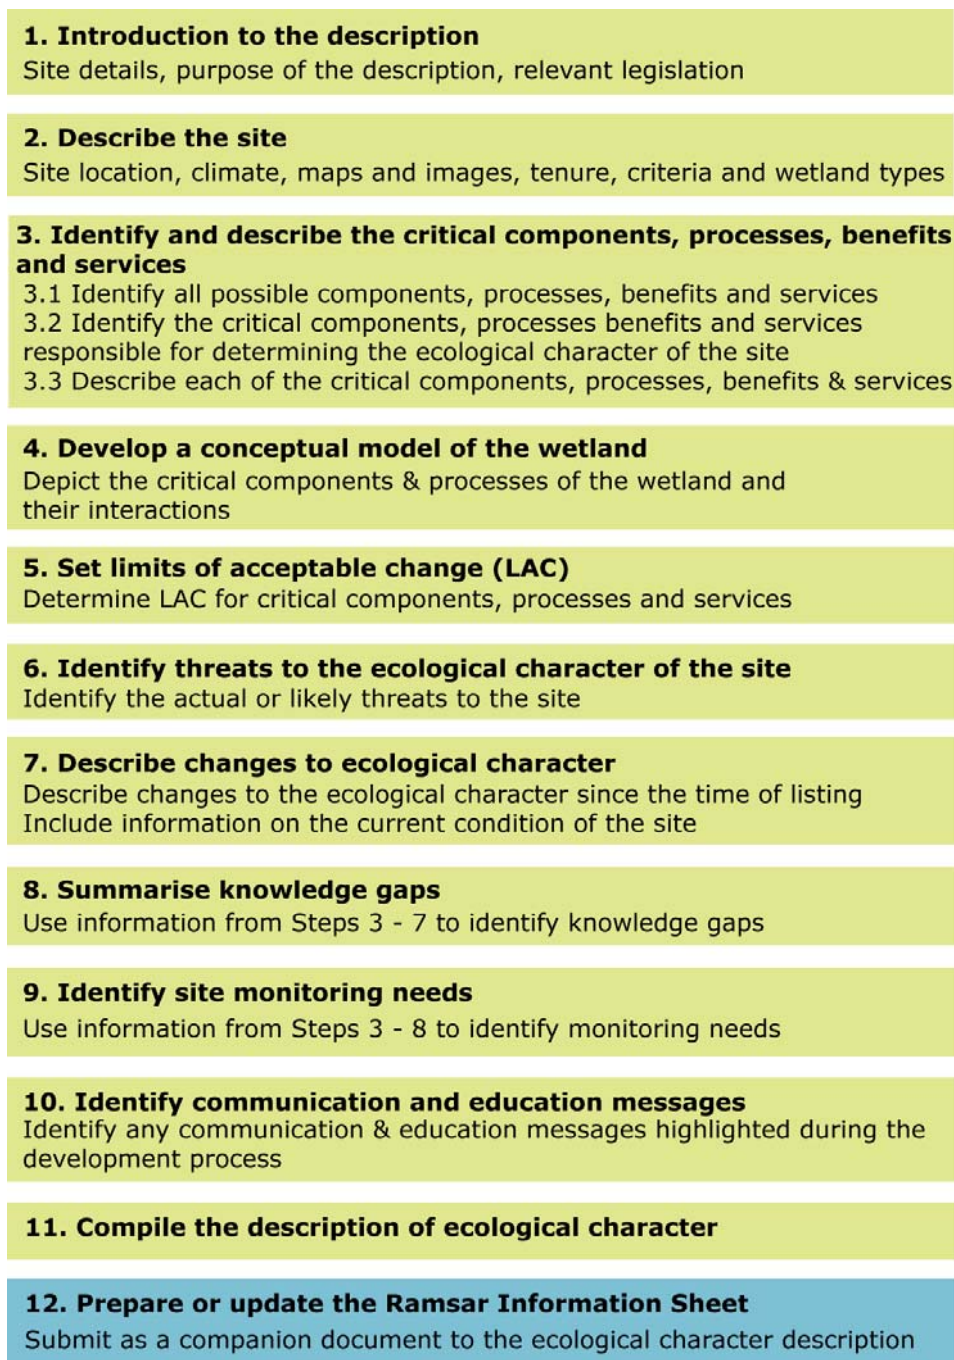 1. Introduction to the description
Site details, purpose of the description, relevant legislation
2. Describe the site
Site location, climate, maps and images, tenure, criteria and wetland types
3. Identify and describe the critical components, processes, benefits
and services
3.1 Identify all possible components, processes, benefits and services
3.2 Identify the critical components, processes benefits and services
responsible for determining the ecological character of the site
3.3 Describe each of the critical components, processes, benefits & services
4. Develop a conceptual model of the wetland
Depict the critical components & processes of the wetland and
their interactions
5. Set limits of acceptable change (LAC)
Determine LAC for critical components, processes and services
6. Identify threats to the ecological character of the site
Identify the actual or likely threats to the site
7. Describe changes to ecological character
Describe changes to the ecological character since the time of listing
Include information on the current condition of the site
8. Summarise knowledge gaps
Use information from Steps 3 - 7 to identify knowledge gaps
9. Identify site monitoring needs
Use information from Steps 3 - 8 to identify monitoring needs
10. Identify communication and education messages
Identify any communication & education messages highlighted during the
development process
11. Compile the description of ecological character
12. Prepare or update the Ramsar Information Sheet
Submit as a companion document to the ecological character description